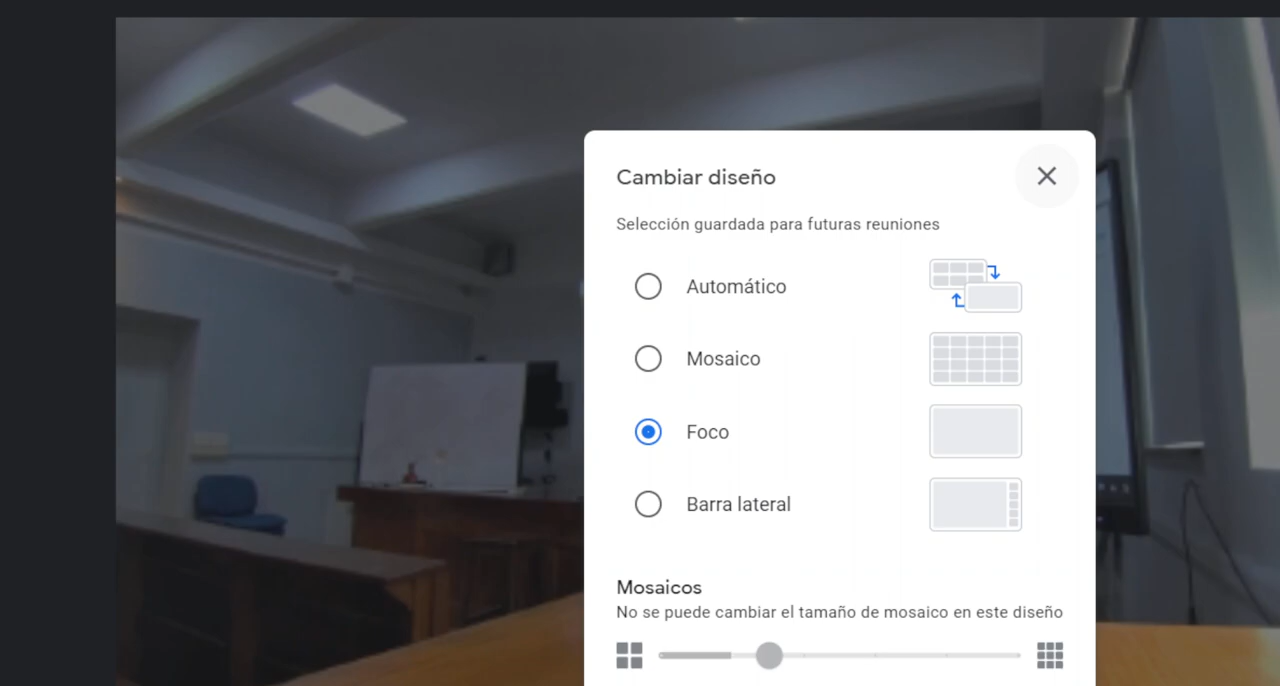 Cambiar diseño
Selección guardada para futuras reuniones
Automático
Mosaico
Foco
Barra lateral
Mosaicos
No se puede cambiar el tamaño de mosaico en este diseño